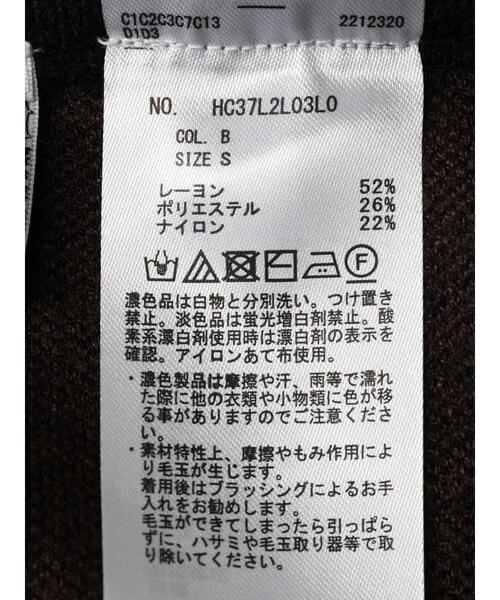 C1C2C3C7C13 2212320
D1D3
NO. HC37L2L03L0
COL. B
SIZE S
レーヨン 52%
ポリエステル 26%
ナイロン 22%
F
濃色品は白物と分別洗い。つけ置き
禁止。淡色品は蛍光増白剤禁止。酸
素系漂白剤使用時は漂白剤の表示を
確認。アイロンあて布使用。
・濃色製品は摩擦や汗、雨等で濡れ
た際に他の衣類や小物類に色が移
る事がありますのでご注意くださ
い。
・素材特性上、摩擦やもみ作用によ
り毛玉が生じます。
着用後はブラッシングによるお手
入れをお勧めします。
毛玉ができてしまったら引っぱら
ずに、ハサミや毛玉取り器等で取
り除いてください。